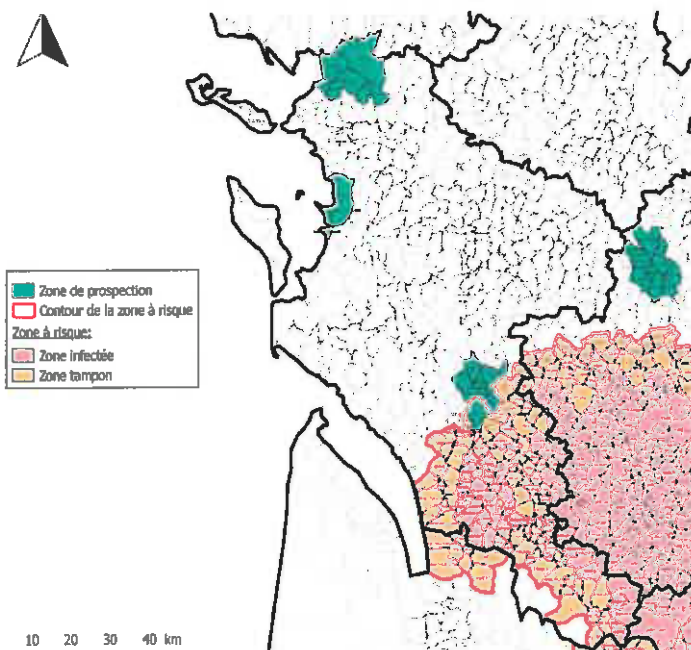 Zone de prospection
Contour de la zone à risque
Zone à risque:
Zone infectée
Zone tampon
10 20 30 40 km